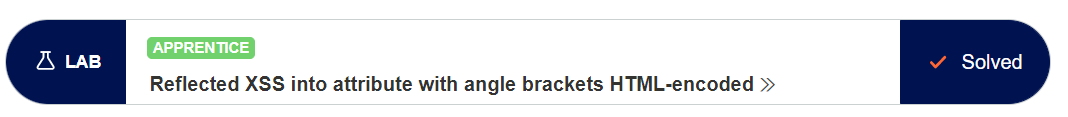 LAB
APPRENTICE
Reflected XSS into attribute with angle brackets HTML-encoded
Solved